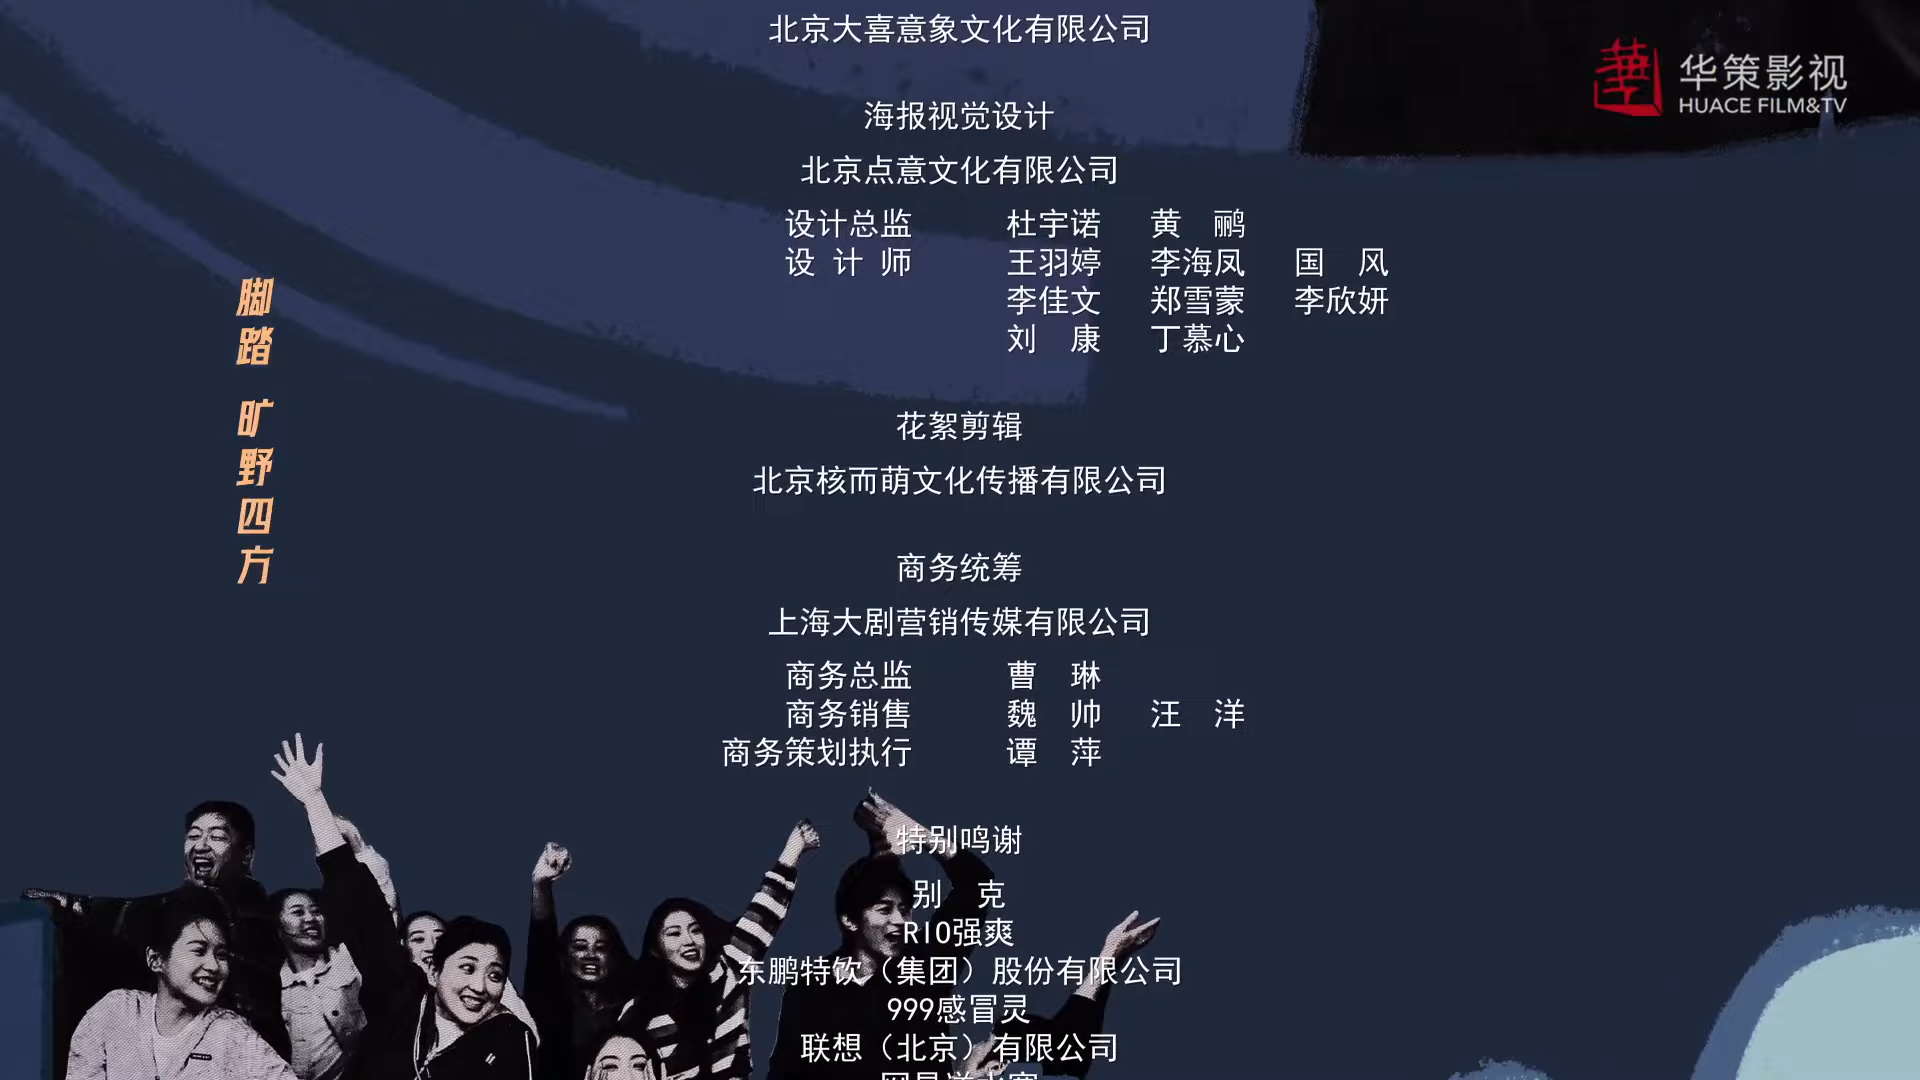 北京大喜意象文化有限公司
华策影视
HUACE FILM&TV
海报视觉设计
北京点意文化有限公司
设计总监 杜宇诺 黄 鹂
设 计 师 王羽婷 李海凤 国 风
李佳文 郑雪蒙 李欣妍
刘 康 丁慕心
脚踏 旷野四方
花絮剪辑
北京核而萌文化传播有限公司
商务统筹
上海大剧营销传媒有限公司
商务总监 曹 琳
商务销售 魏 帅 汪 洋
商务策划执行 谭 萍
特别鸣谢
别 克
RIO强爽
东鹏特饮（集团）股份有限公司
999感冒灵
联想（北京）有限公司